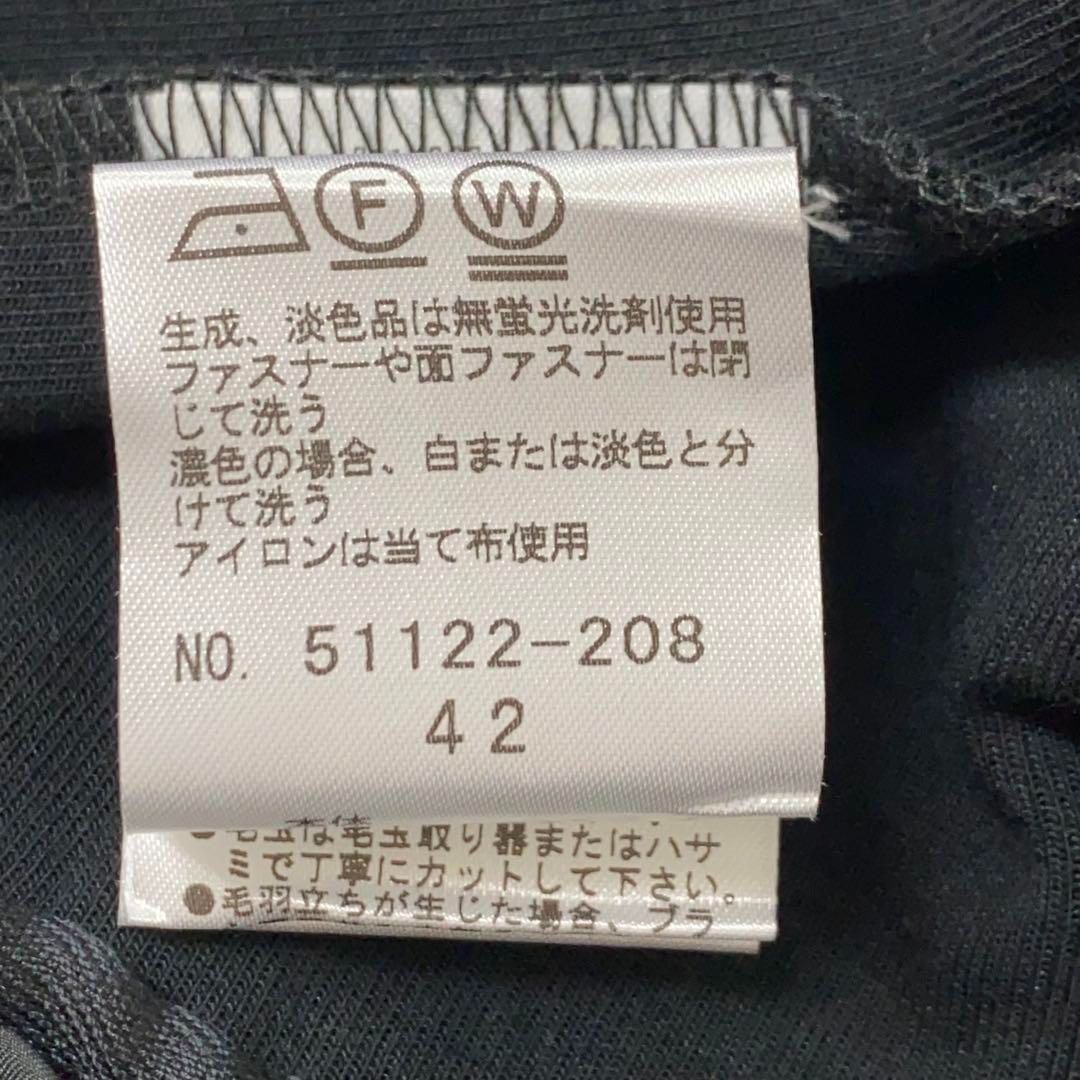 F W
生成、淡色品は無蛍光洗剤使用
ファスナーや面ファスナーは閉
じて洗う
濃色の場合、白または淡色と分
けて洗う
アイロンは当て布使用
NO. 51122-208
42
●毛玉は毛玉取り器またはハサ
ミで丁寧にカットして下さい。
●毛羽立ちが生じた場合、ブラ